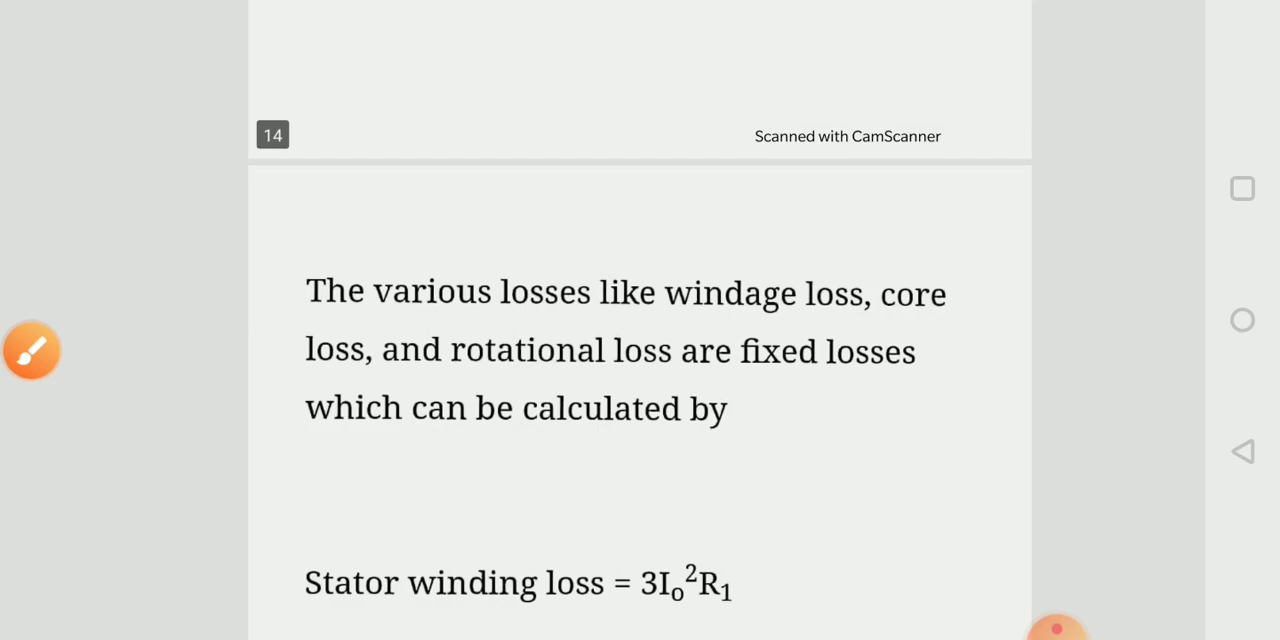 14
Scanned with CamScanner
The various losses like windage loss, core
loss, and rotational loss are fixed losses
which can be calculated by
Stator winding loss = 3Iₒ²R₁